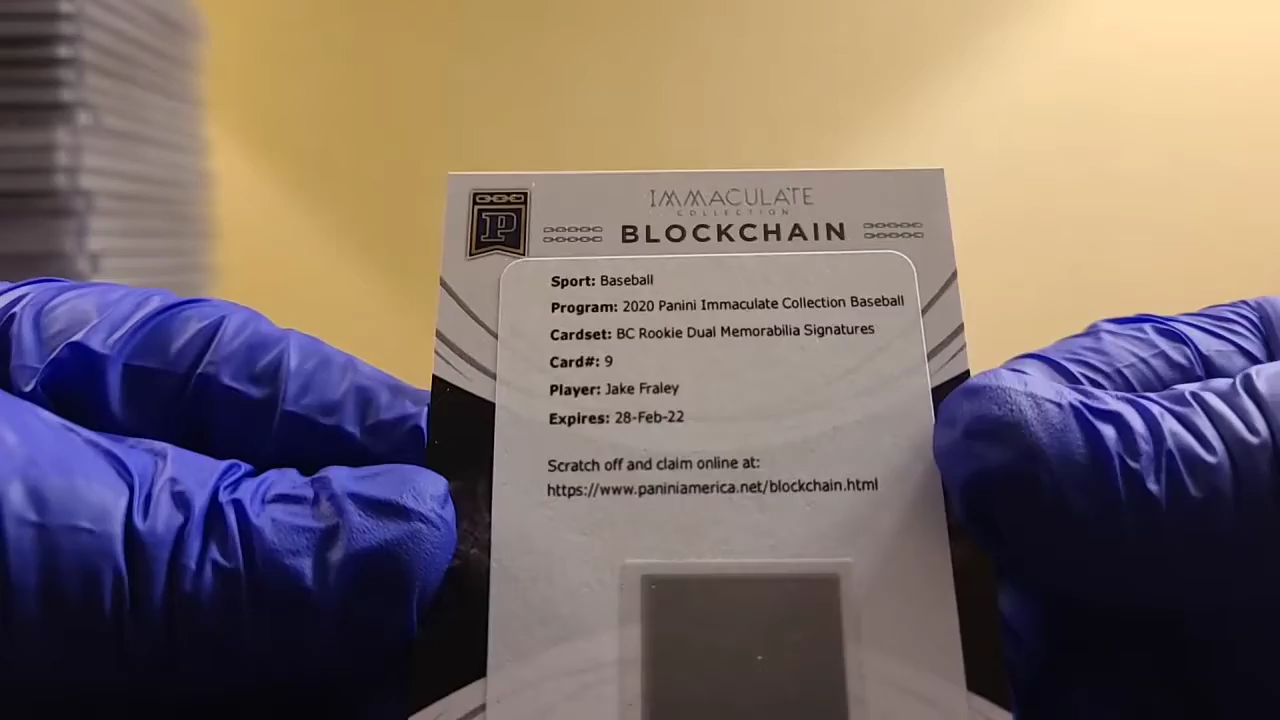 IMMACULATE
COLLECTION
P
BLOCKCHAIN
Sport: Baseball
Program: 2020 Panini Immaculate Collection Baseball
Cardset: BC Rookie Dual Memorabilia Signatures
Card#: 9
Player: Jake Fraley
Expires: 28-Feb-22
Scratch off and claim online at:
https://www.paniniamerica.net/blockchain.html